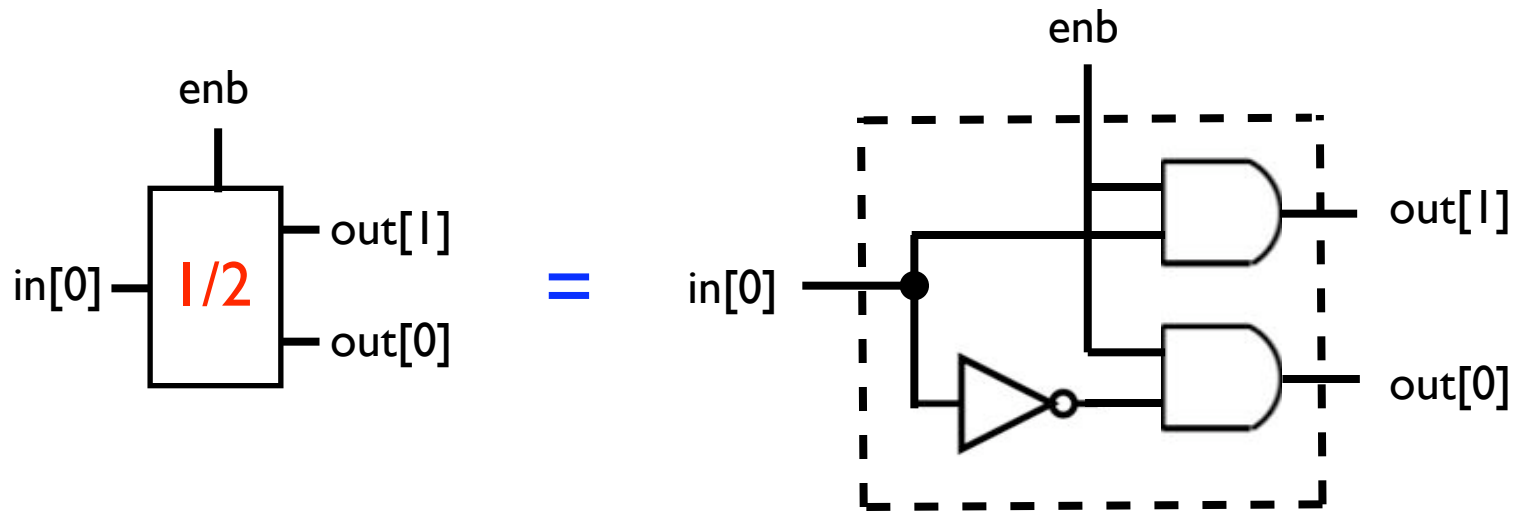 enb
in[0]
1/2
out[1]
out[0]
=
enb
in[0]
out[1]
out[0]